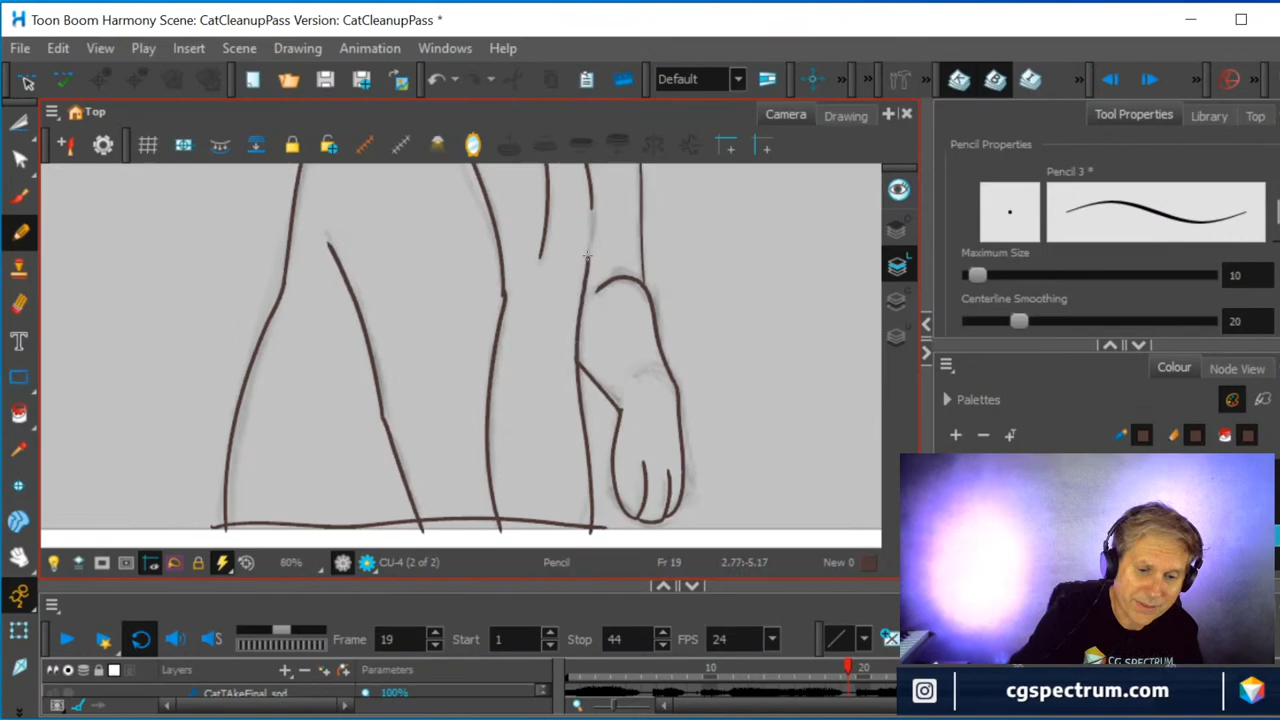 Toon Boom Harmony Scene: CatCleanupPass Version: CatCleanupPass *
File Edit View Play Insert Scene Drawing Animation Windows Help
Default
Top Camera Drawing
Tool Properties Library Top
Pencil Properties
Pencil 3 *
Maximum Size
10
Centerline Smoothing
20
Colour Node View
Palettes
80% CU-4 (2 of 2) Pencil Fr 19 2.77:-5.17 New 0
Frame 19 Start 1 Stop 44 FPS 24
Layers Parameters 10 20
CatTAkeFinal_snd 100%
CG SPECTRUM
cgspectrum.com